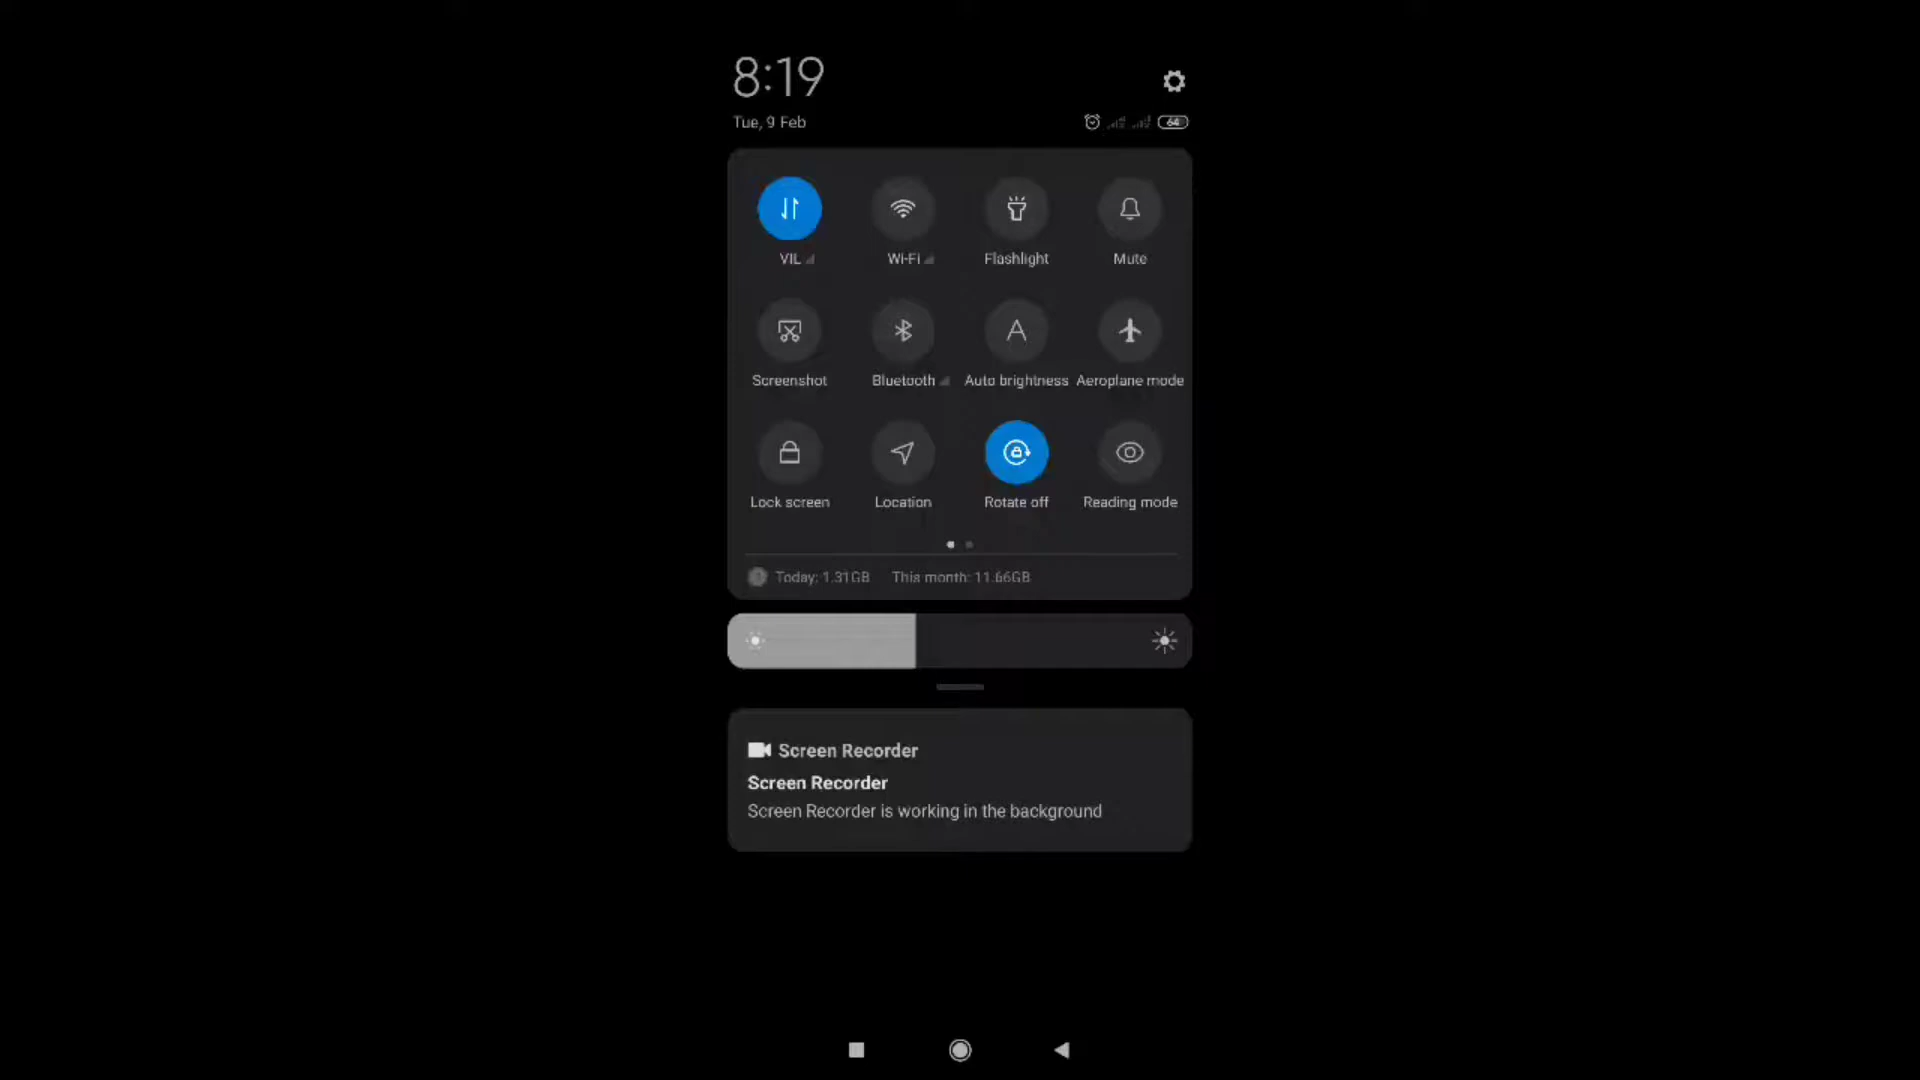 8:19
Tue, 9 Feb
64
VIL Wi-Fi Flashlight Mute
A
Screenshot Bluetooth Auto brightness Aeroplane mode
Lock screen Location Rotate off Reading mode
Today: 1.31GB This month: 11.66GB
Screen Recorder
Screen Recorder
Screen Recorder is working in the background